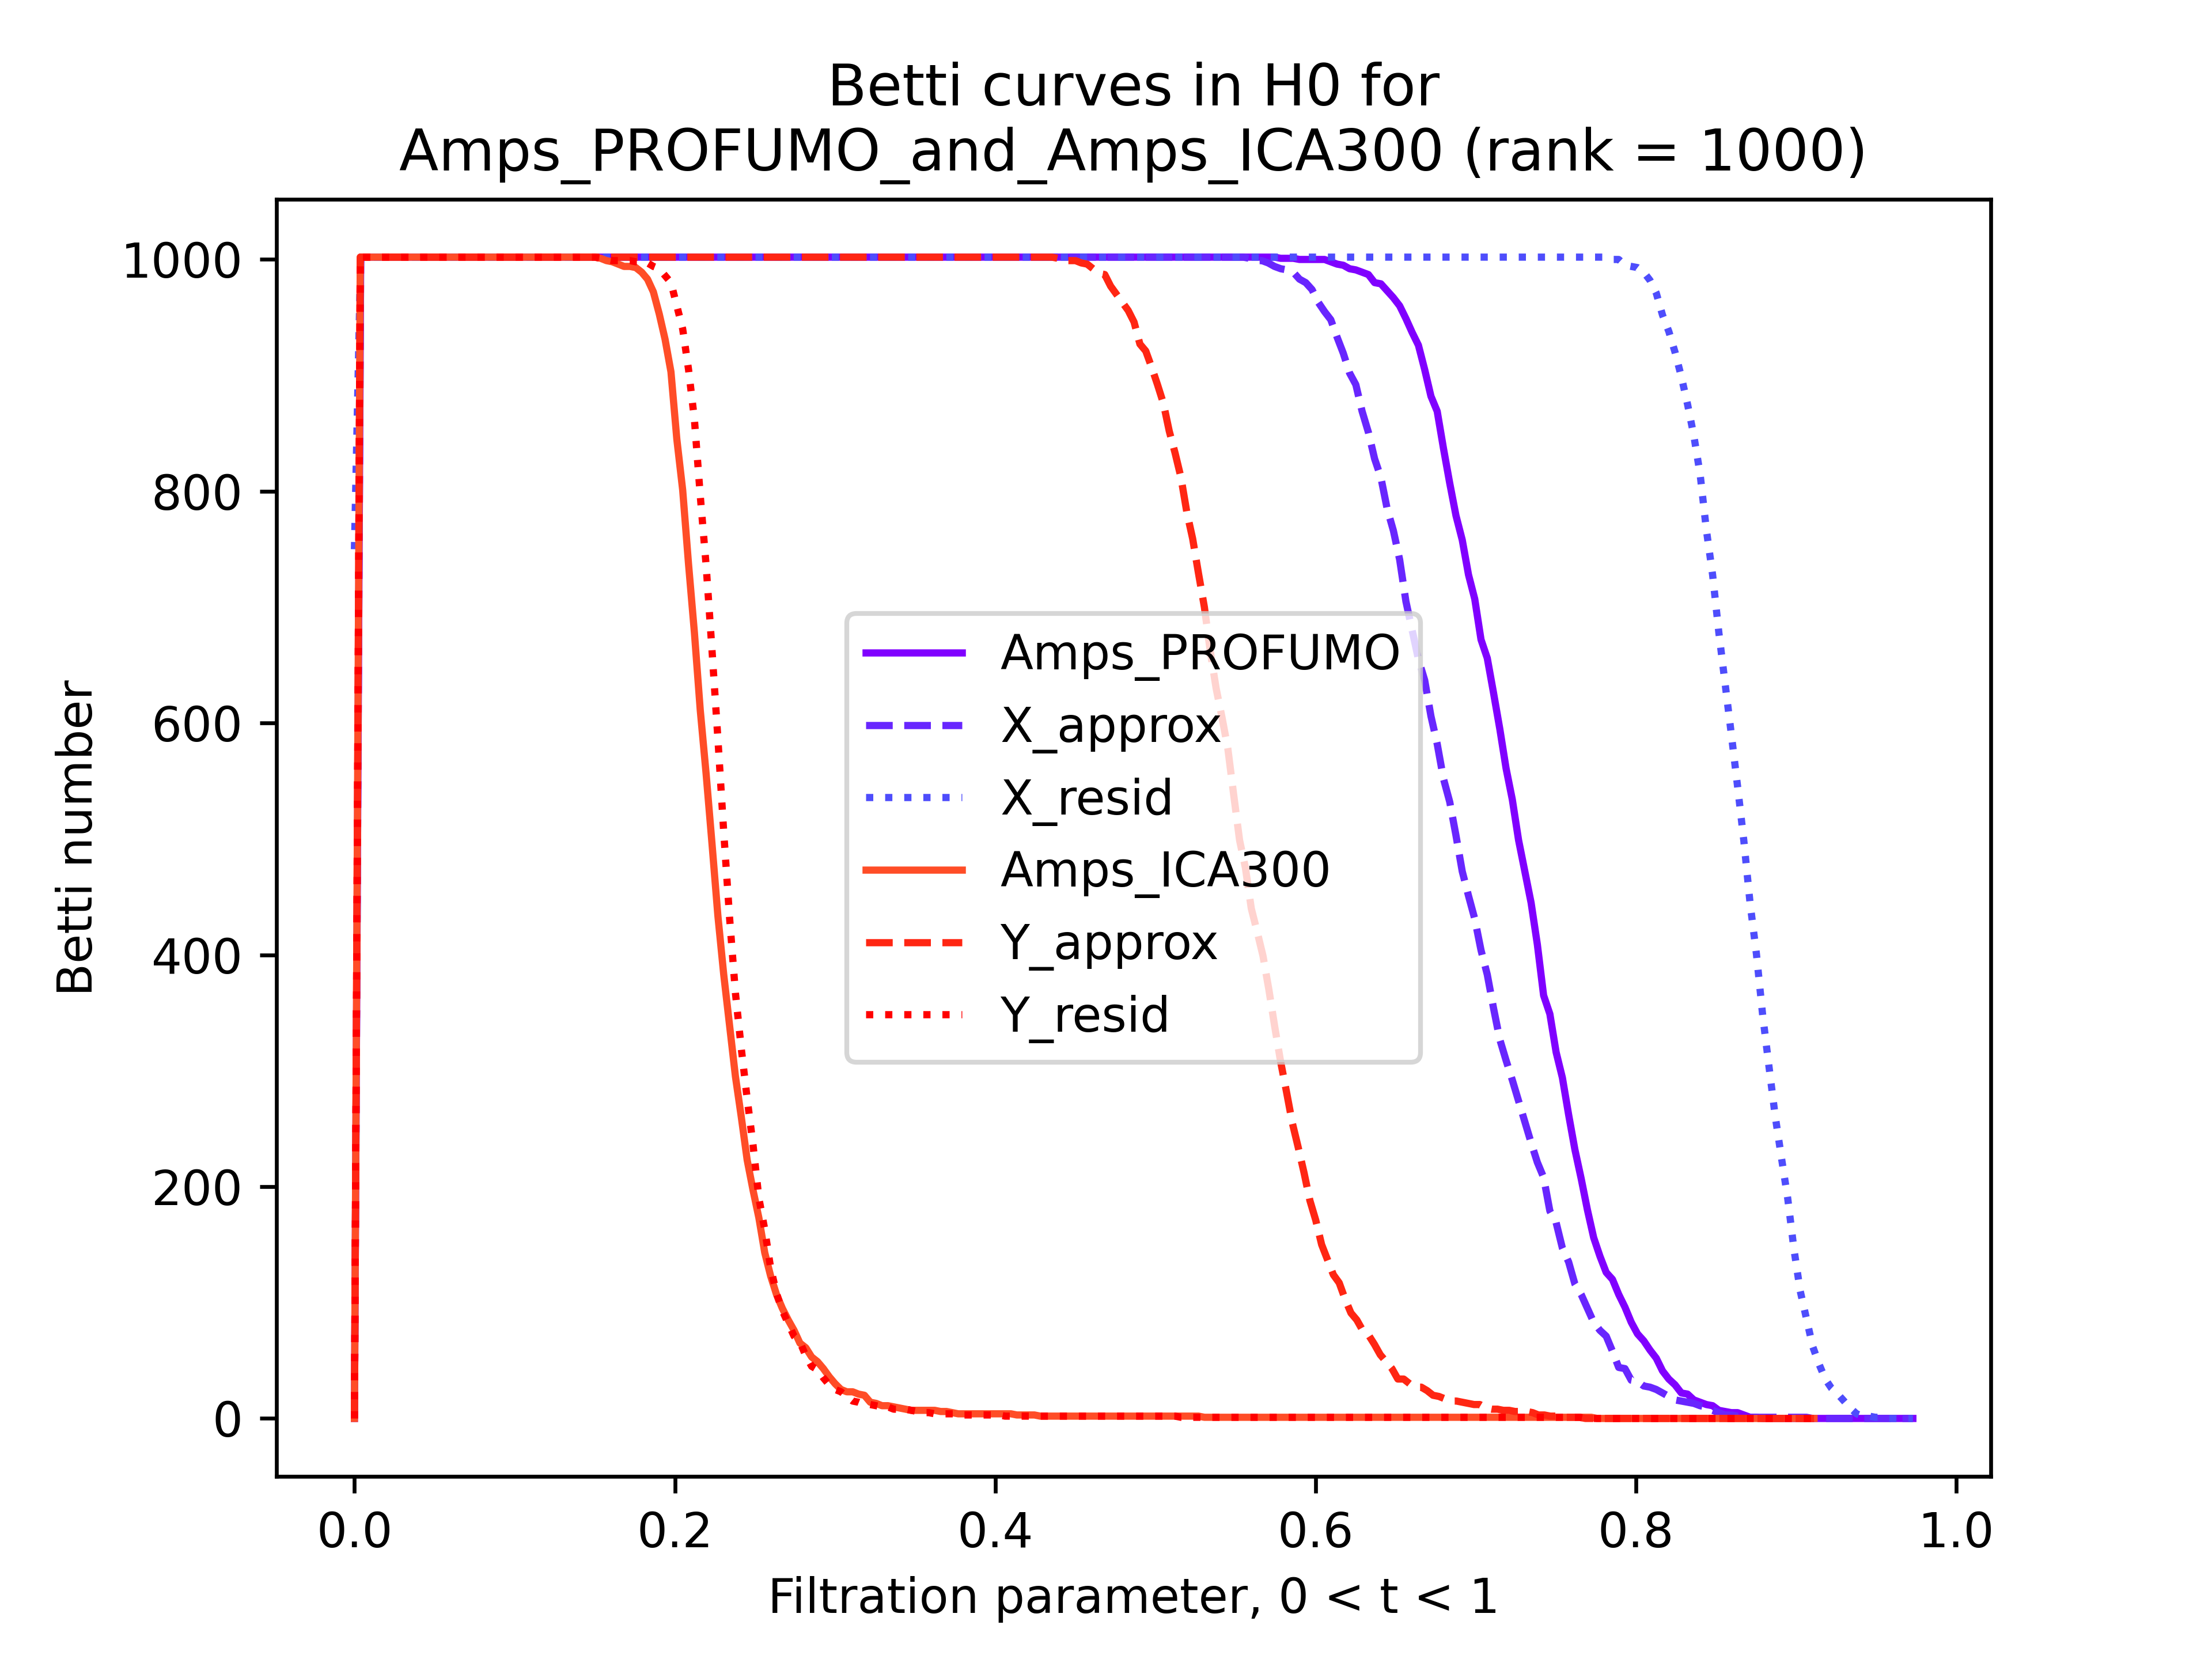 Betti curves in H0 for
Amps_PROFUMO_and_Amps_ICA300 (rank = 1000)
1000
800
600
400
200
0
Betti number
Amps_PROFUMO
X_approx
X_resid
Amps_ICA300
Y_approx
Y_resid
0.0 0.2 0.4 0.6 0.8 1.0
Filtration parameter, 0 < t < 1